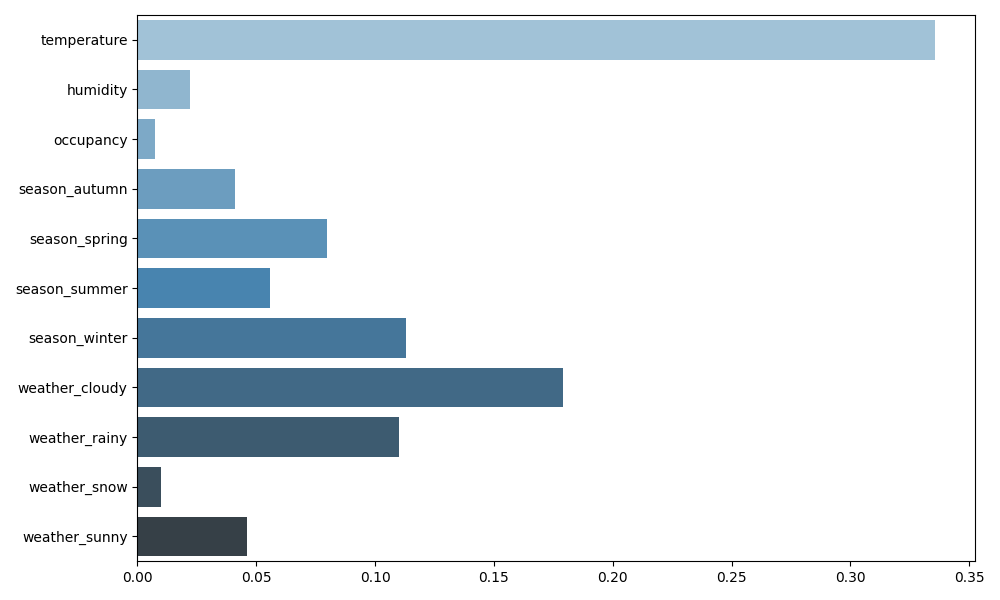 temperature
humidity
occupancy
season_autumn
season_spring
season_summer
season_winter
weather_cloudy
weather_rainy
weather_snow
weather_sunny
0.00 0.05 0.10 0.15 0.20 0.25 0.30 0.35